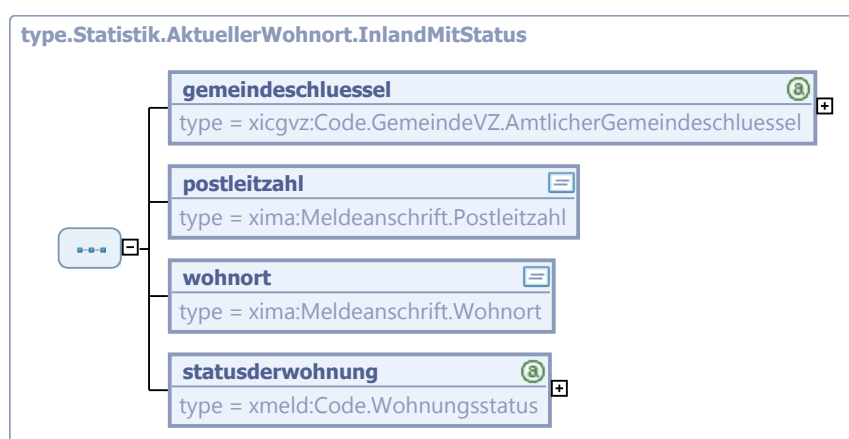 type.Statistik.AktuellerWohnort.InlandMitStatus
gemeindeschluessel
type = xicgvz:Code.GemeindeVZ.AmtlicherGemeindeschluessel
postleitzahl
type = xima:Meldeanschrift.Postleitzahl
wohnort
type = xima:Meldeanschrift.Wohnort
statusderwohnung
type = xmeld:Code.Wohnungsstatus